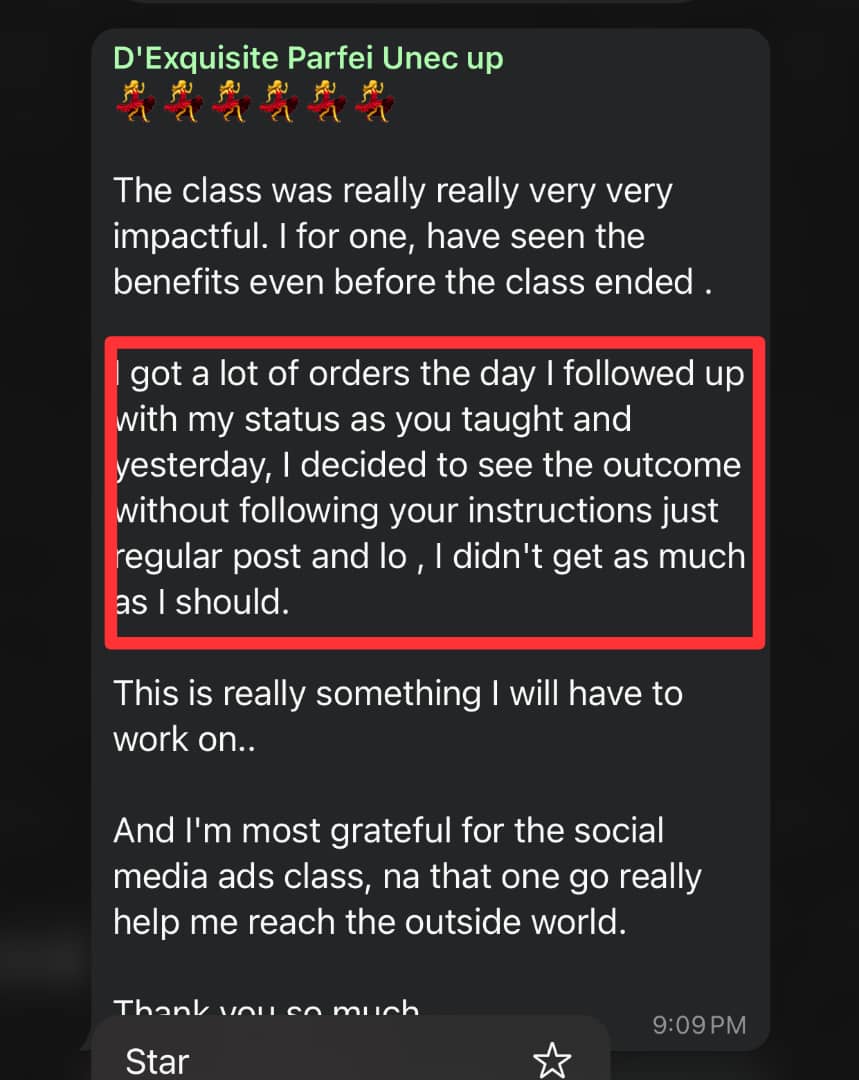 D'Exquisite Parfei Unec up
💃💃💃💃💃💃
The class was really really very very
impactful. I for one, have seen the
benefits even before the class ended .
I got a lot of orders the day I followed up
with my status as you taught and
yesterday, I decided to see the outcome
without following your instructions just
regular post and lo , I didn't get as much
as I should.
This is really something I will have to
work on..
And I'm most grateful for the social
media ads class, na that one go really
help me reach the outside world.
Thank you so much
9:09 PM
Star